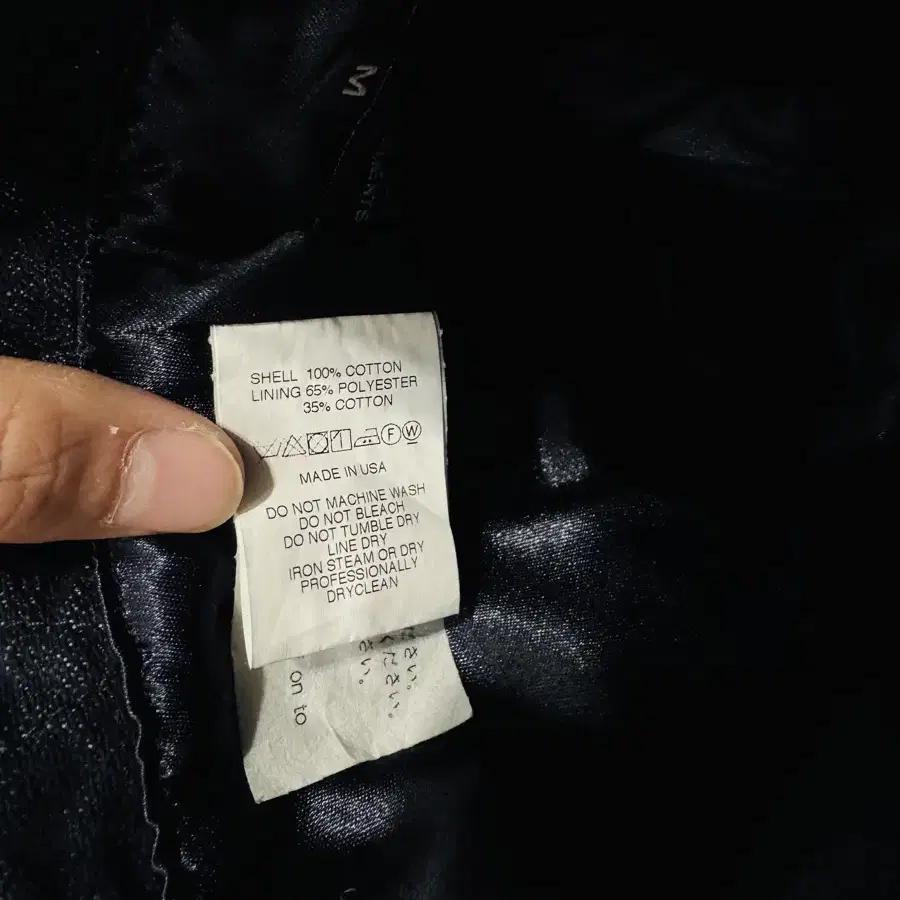 M
SHELL 100% COTTON
LINING 65% POLYESTER
35% COTTON
F W
MADE IN USA
DO NOT MACHINE WASH
DO NOT BLEACH
DO NOT TUMBLE DRY
LINE DRY
IRON STEAM OR DRY
PROFESSIONALLY
DRYCLEAN
on to